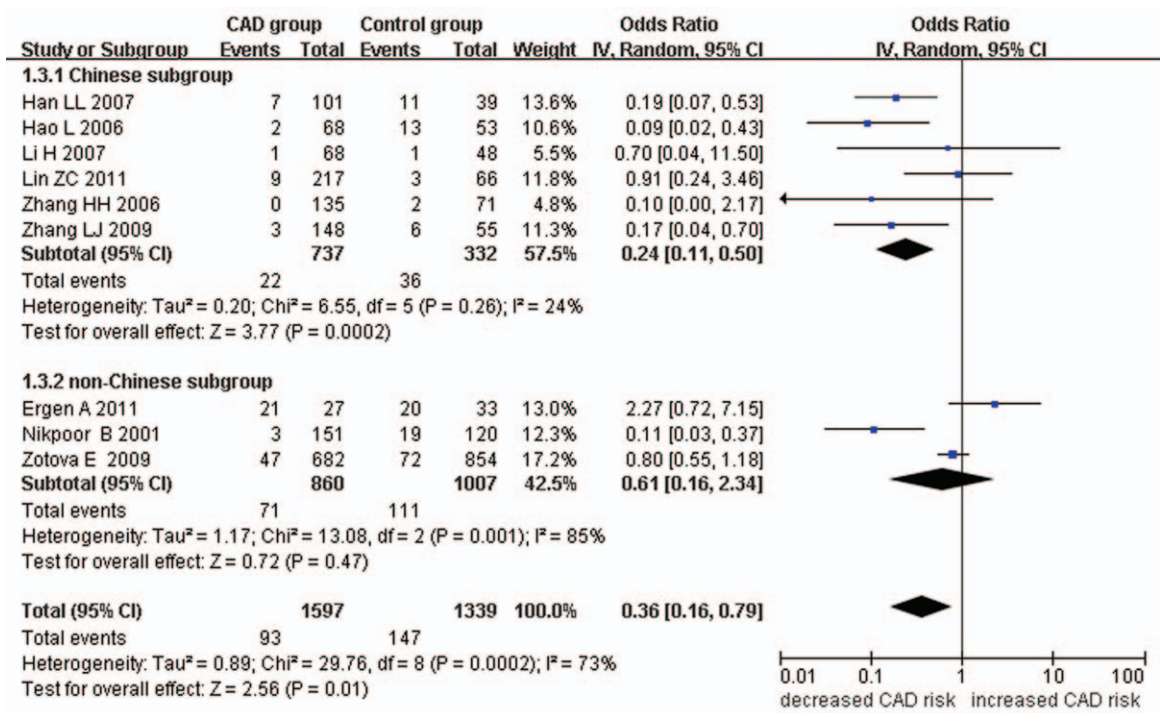 CAD group Control group Odds Ratio Odds Ratio
Study or Subgroup Events Total Events Total Weight IV, Random, 95% CI IV, Random, 95% CI
1.3.1 Chinese subgroup
Han LL 2007 7 101 11 39 13.6% 0.19 [0.07, 0.53]
Hao L 2006 2 68 13 53 10.6% 0.09 [0.02, 0.43]
Li H 2007 1 68 1 48 5.5% 0.70 [0.04, 11.50]
Lin ZC 2011 9 217 3 66 11.8% 0.91 [0.24, 3.46]
Zhang HH 2006 0 135 2 71 4.8% 0.10 [0.00, 2.17]
Zhang LJ 2009 3 148 6 55 11.3% 0.17 [0.04, 0.70]
Subtotal (95% CI) 737 332 57.5% 0.24 [0.11, 0.50]
Total events 22 36
Heterogeneity: Tau² = 0.20; Chi² = 6.55, df = 5 (P = 0.26); I² = 24%
Test for overall effect: Z = 3.77 (P = 0.0002)
1.3.2 non-Chinese subgroup
Ergen A 2011 21 27 20 33 13.0% 2.27 [0.72, 7.15]
Nikpoor B 2001 3 151 19 120 12.3% 0.11 [0.03, 0.37]
Zotova E 2009 47 682 72 854 17.2% 0.80 [0.55, 1.18]
Subtotal (95% CI) 860 1007 42.5% 0.61 [0.16, 2.34]
Total events 71 111
Heterogeneity: Tau² = 1.17; Chi² = 13.08, df = 2 (P = 0.001); I² = 85%
Test for overall effect: Z = 0.72 (P = 0.47)
Total (95% CI) 1597 1339 100.0% 0.36 [0.16, 0.79]
Total events 93 147
Heterogeneity: Tau² = 0.89; Chi² = 29.76, df = 8 (P = 0.0002); I² = 73%
Test for overall effect: Z = 2.56 (P = 0.01)
0.01 0.1 1 10 100
decreased CAD risk increased CAD risk